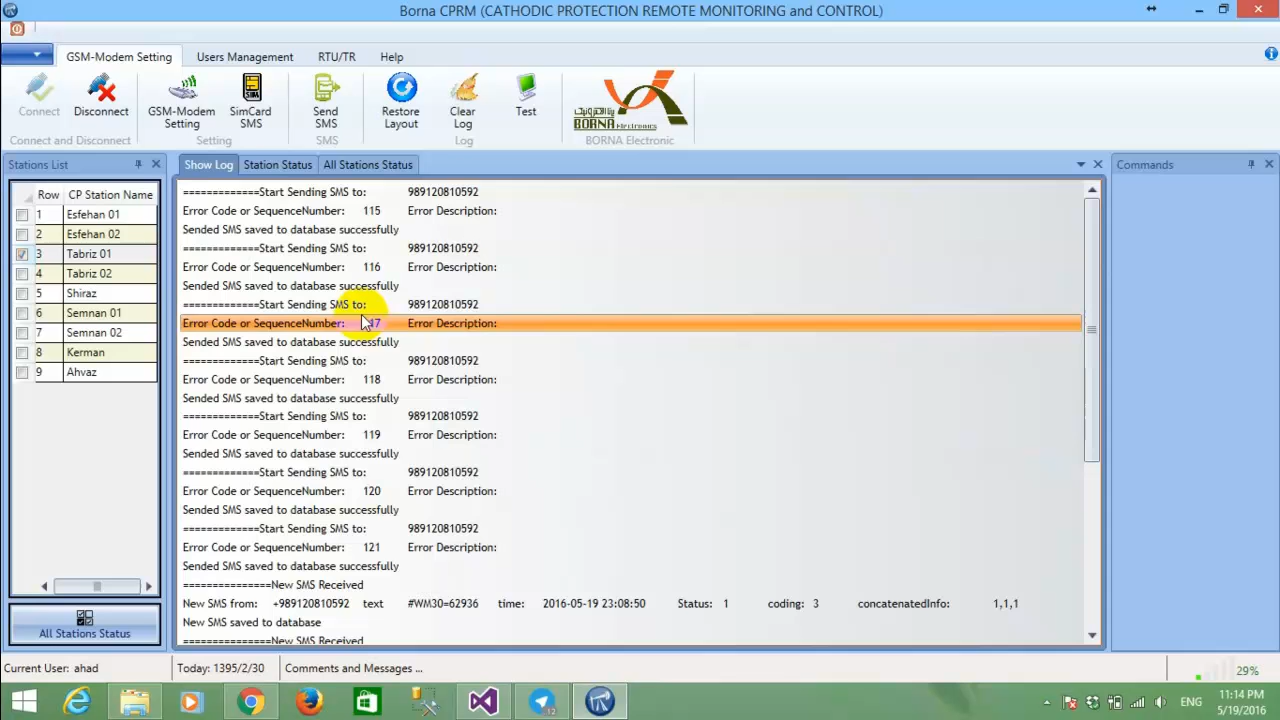 Borna CPRM (CATHODIC PROTECTION REMOTE MONITORING and CONTROL)
GSM-Modem Setting Users Management RTU/TR Help
Connect Disconnect GSM-Modem Setting SimCard SMS Send SMS Restore Layout Clear Log Test
BORNA Electronics
Connect and Disconnect Setting SMS Log BORNA Electronic
Stations List
Row CP Station Name
1 Esfehan 01
2 Esfehan 02
3 Tabriz 01
4 Tabriz 02
5 Shiraz
6 Semnan 01
7 Semnan 02
8 Kerman
9 Ahvaz
All Stations Status
Show Log Station Status All Stations Status
=============Start Sending SMS to: 989120810592
Error Code or SequenceNumber: 115 Error Description:
Sended SMS saved to database successfully
=============Start Sending SMS to: 989120810592
Error Code or SequenceNumber: 116 Error Description:
Sended SMS saved to database successfully
=============Start Sending SMS to: 989120810592
Error Code or SequenceNumber: Error Description:
Sended SMS saved to database successfully
=============Start Sending SMS to: 989120810592
Error Code or SequenceNumber: 118 Error Description:
Sended SMS saved to database successfully
=============Start Sending SMS to: 989120810592
Error Code or SequenceNumber: 119 Error Description:
Sended SMS saved to database successfully
=============Start Sending SMS to: 989120810592
Error Code or SequenceNumber: 120 Error Description:
Sended SMS saved to database successfully
=============Start Sending SMS to: 989120810592
Error Code or SequenceNumber: 121 Error Description:
Sended SMS saved to database successfully
===============New SMS Received
New SMS from: +989120810592 text #WM30=62936 time: 2016-05-19 23:08:50 Status: 1 coding: 3 concatenatedInfo: 1,1,1
New SMS saved to database
===============New SMS Received
Commands
Current User: ahad Today: 1395/2/30 Comments and Messages ... 29%
12
ENG
11:14 PM
5/19/2016